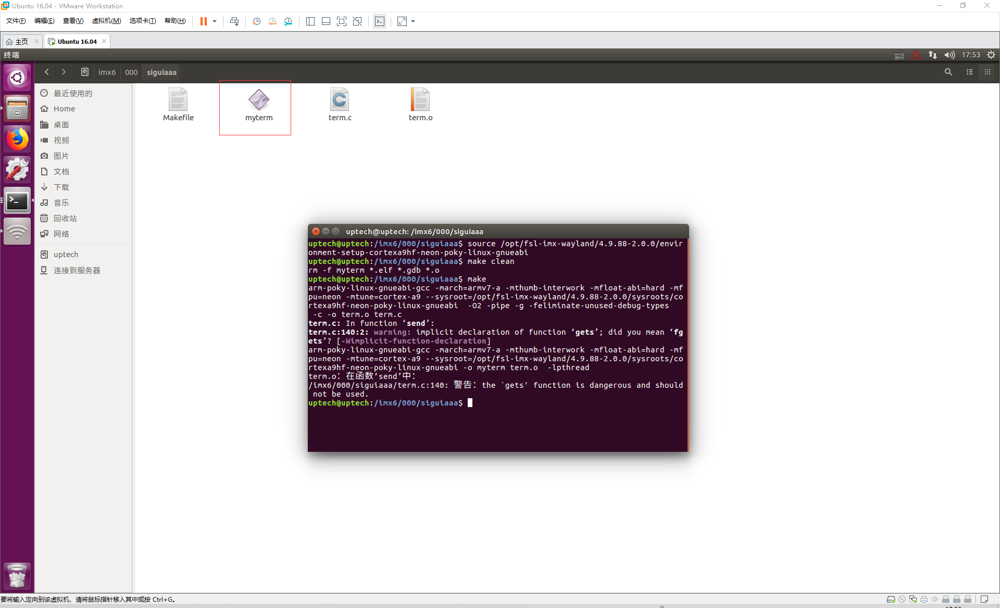 Ubuntu 16.04 - VMware Workstation
文件(F) 编辑(E) 查看(V) 虚拟机(M) 选项卡(T) 帮助(H)
主页 Ubuntu 16.04
终端 17:53
imx6 000 siguiaaa
最近使用的
Home
桌面
视频
图片
文档
下载
音乐
回收站
网络
uptech
连接到服务器
Makefile myterm term.c term.o
uptech@uptech: /imx6/000/siguiaaa
uptech@uptech:/imx6/000/siguiaaa$ source /opt/fsl-imx-wayland/4.9.88-2.0.0/envir
onment-setup-cortexa9hf-neon-poky-linux-gnueabi
uptech@uptech:/imx6/000/siguiaaa$ make clean
rm -f myterm *.elf *.gdb *.o
uptech@uptech:/imx6/000/siguiaaa$ make
arm-poky-linux-gnueabi-gcc -march=armv7-a -mthumb-interwork -mfloat-abi=hard -mf
pu=neon -mtune=cortex-a9 --sysroot=/opt/fsl-imx-wayland/4.9.88-2.0.0/sysroots/co
rtexa9hf-neon-poky-linux-gnueabi  -O2 -pipe -g -feliminate-unused-debug-types
 -c -o term.o term.c
term.c: In function ‘send’:
term.c:140:2: warning: implicit declaration of function ‘gets’; did you mean ‘fg
ets’? [-Wimplicit-function-declaration]
arm-poky-linux-gnueabi-gcc -march=armv7-a -mthumb-interwork -mfloat-abi=hard -mf
pu=neon -mtune=cortex-a9 --sysroot=/opt/fsl-imx-wayland/4.9.88-2.0.0/sysroots/co
rtexa9hf-neon-poky-linux-gnueabi -o myterm term.o  -lpthread
term.o：在函数‘send’中：
/imx6/000/siguiaaa/term.c:140: 警告：the `gets' function is dangerous and should
 not be used.
uptech@uptech:/imx6/000/siguiaaa$
要将输入定向到该虚拟机，请将鼠标指针移入其中或按 Ctrl+G。